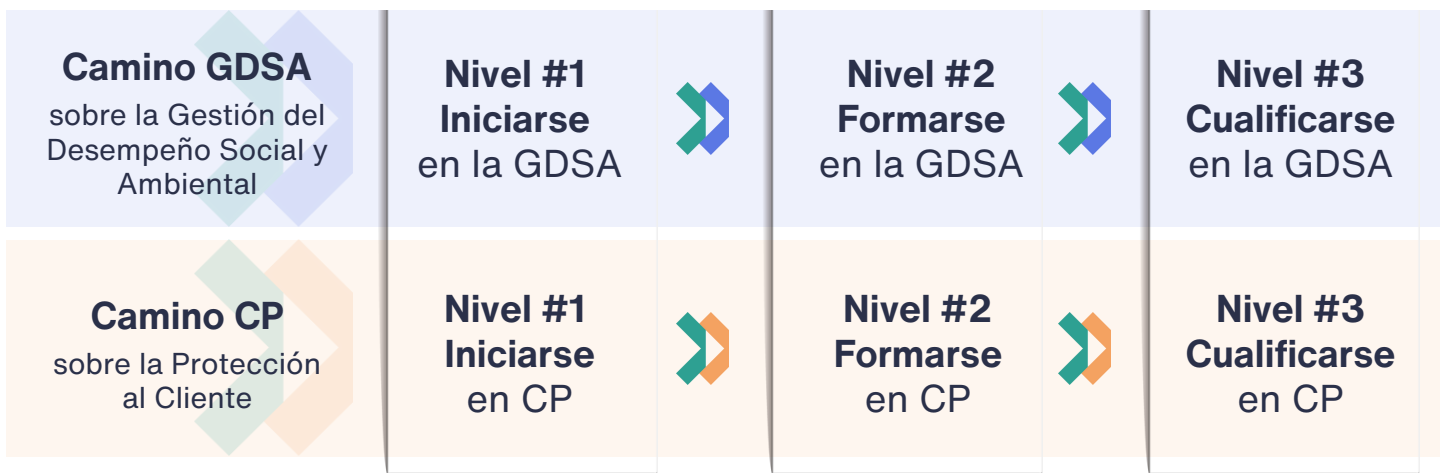 Camino GDSA
sobre la Gestión del
Desempeño Social y
Ambiental
Nivel #1
Iniciarse
en la GDSA
Nivel #2
Formarse
en la GDSA
Nivel #3
Cualificarse
en la GDSA
Camino CP
sobre la Protección
al Cliente
Nivel #1
Iniciarse
en CP
Nivel #2
Formarse
en CP
Nivel #3
Cualificarse
en CP